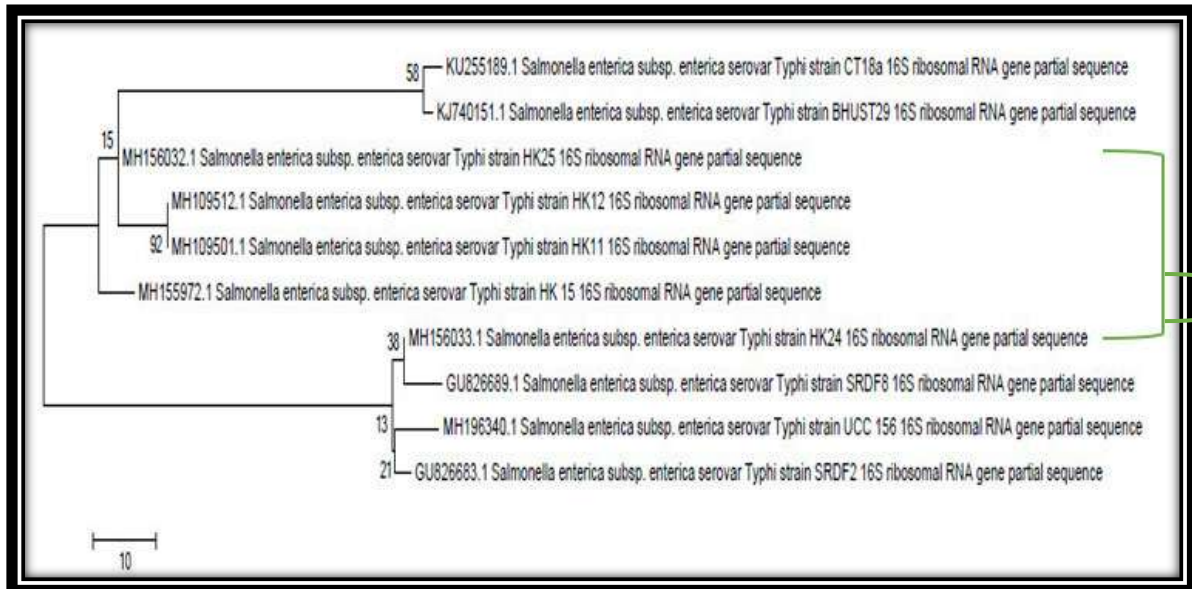 58
KU255189.1 Salmonella enterica subsp. enterica serovar Typhi strain CT18a 16S ribosomal RNA gene partial sequence
KJ740151.1 Salmonella enterica subsp. enterica serovar Typhi strain BHUST29 16S ribosomal RNA gene partial sequence
15
MH156032.1 Salmonella enterica subsp. enterica serovar Typhi strain HK25 16S ribosomal RNA gene partial sequence
MH109512.1 Salmonella enterica subsp. enterica serovar Typhi strain HK12 16S ribosomal RNA gene partial sequence
92
MH109501.1 Salmonella enterica subsp. enterica serovar Typhi strain HK11 16S ribosomal RNA gene partial sequence
MH155972.1 Salmonella enterica subsp. enterica serovar Typhi strain HK 15 16S ribosomal RNA gene partial sequence
38
MH156033.1 Salmonella enterica subsp. enterica serovar Typhi strain HK24 16S ribosomal RNA gene partial sequence
GU826689.1 Salmonella enterica subsp. enterica serovar Typhi strain SRDF8 16S ribosomal RNA gene partial sequence
13
MH196340.1 Salmonella enterica subsp. enterica serovar Typhi strain UCC 156 16S ribosomal RNA gene partial sequence
21
GU826683.1 Salmonella enterica subsp. enterica serovar Typhi strain SRDF2 16S ribosomal RNA gene partial sequence
10